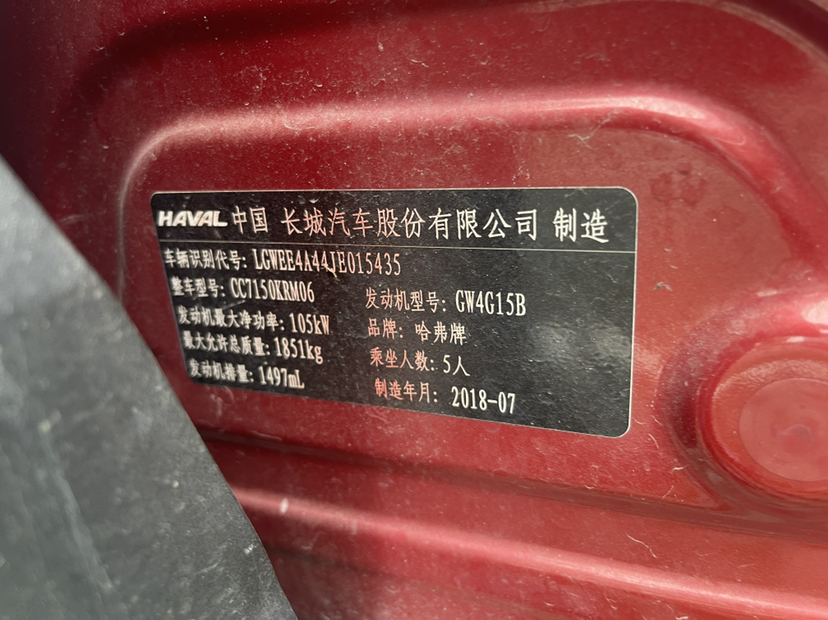 HAVAL 中国 长城汽车股份有限公司 制造
车辆识别代号: LGWEE4A44JE015435
整车型号: CC7150KRM06
发动机型号: GW4G15B
发动机最大净功率: 105kW
品牌: 哈弗牌
最大允许总质量: 1851kg
乘坐人数: 5人
发动机排量: 1497mL
制造年月: 2018-07